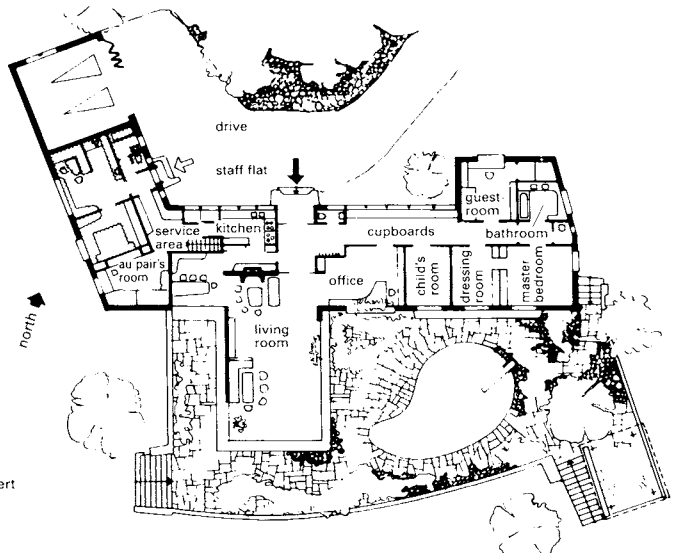 drive
staff flat
guest-
room
kitchen
cupboards
bathroom
service
area
au pair's
room
office
child's
room
dressing
room
master
bedroom
living
room
north
ert